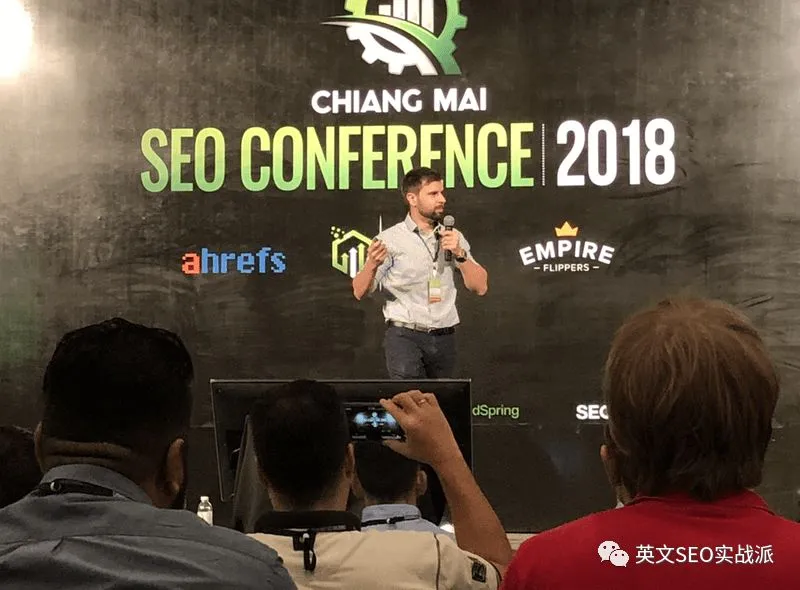 CHIANG MAI
SEO CONFERENCE | 2018
ahrefs
EMPIRE
– FLIPPERS –
dSpring
SEO
英文SEO实战派